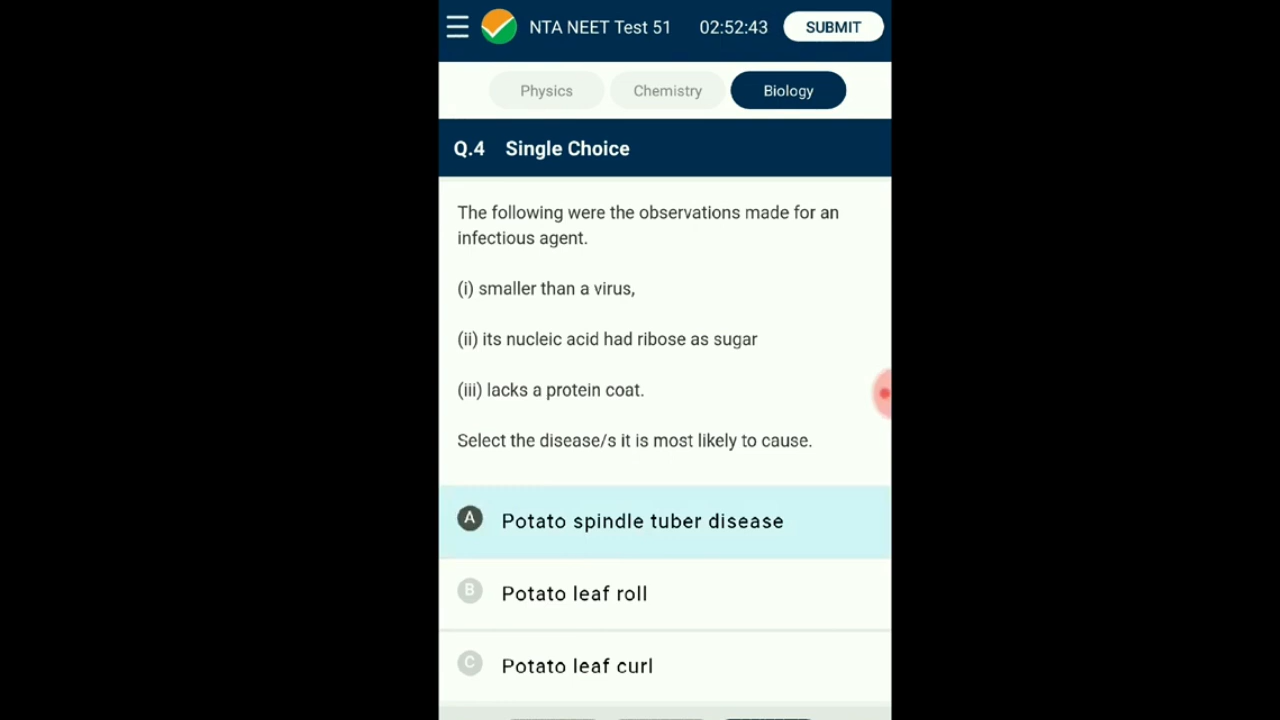 NTA NEET Test 51 02:52:43 SUBMIT
Physics Chemistry Biology
Q.4 Single Choice
The following were the observations made for an
infectious agent.
(i) smaller than a virus,
(ii) its nucleic acid had ribose as sugar
(iii) lacks a protein coat.
Select the disease/s it is most likely to cause.
A Potato spindle tuber disease
B Potato leaf roll
C Potato leaf curl